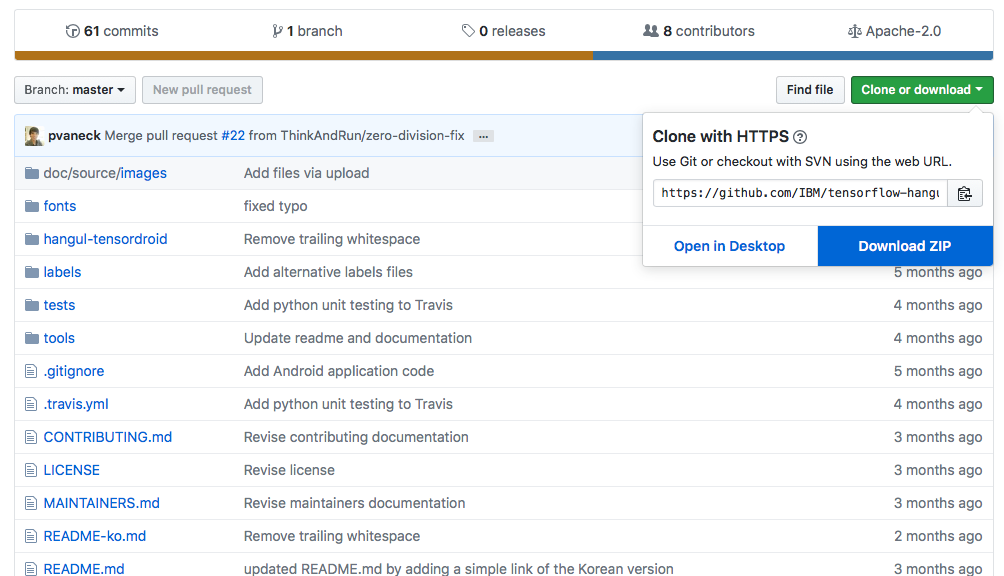 61 commits 1 branch 0 releases 8 contributors Apache-2.0
Branch: master New pull request Find file Clone or download
pvaneck Merge pull request #22 from ThinkAndRun/zero-division-fix ...
Clone with HTTPS ?
Use Git or checkout with SVN using the web URL.
https://github.com/IBM/tensorflow-hangu
Open in Desktop Download ZIP
doc/source/images Add files via upload
fonts fixed typo
hangul-tensordroid Remove trailing whitespace
labels Add alternative labels files 5 months ago
tests Add python unit testing to Travis 4 months ago
tools Update readme and documentation 4 months ago
.gitignore Add Android application code 5 months ago
.travis.yml Add python unit testing to Travis 4 months ago
CONTRIBUTING.md Revise contributing documentation 3 months ago
LICENSE Revise license 3 months ago
MAINTAINERS.md Revise maintainers documentation 3 months ago
README-ko.md Remove trailing whitespace 2 months ago
README.md updated README.md by adding a simple link of the Korean version 3 months ago